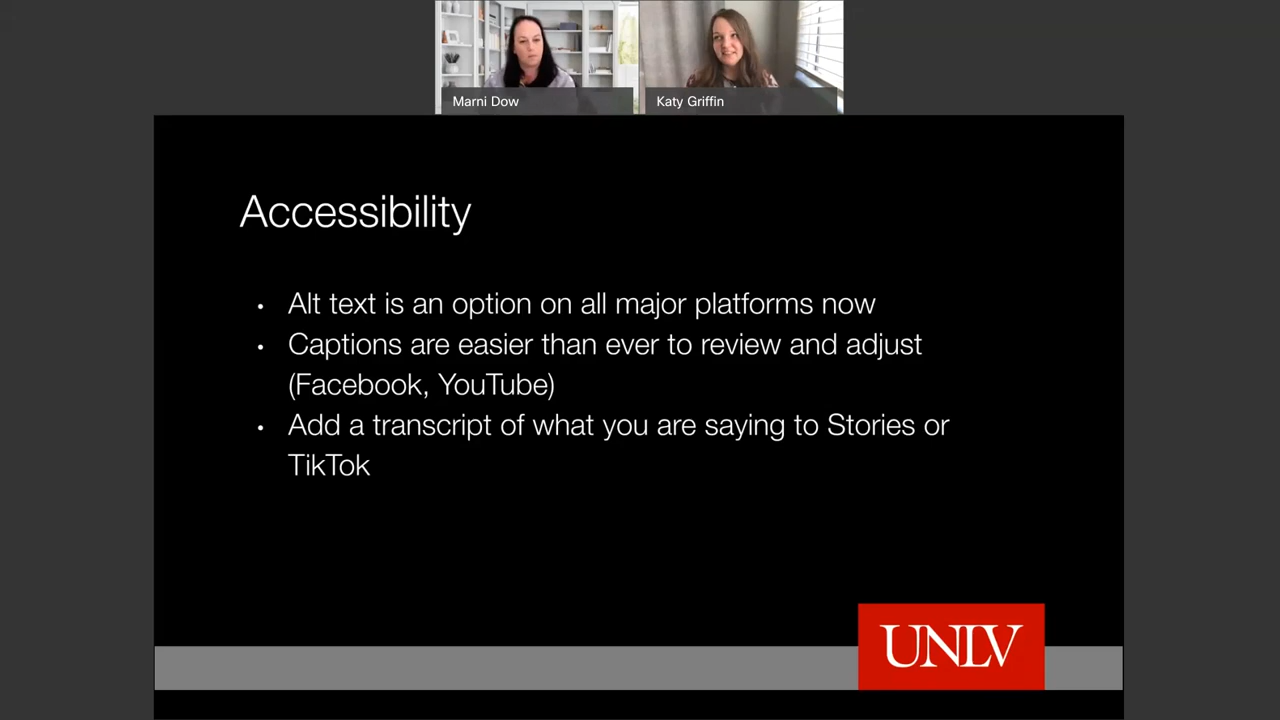 Marni Dow
Katy Griffin
Accessibility
• Alt text is an option on all major platforms now
• Captions are easier than ever to review and adjust
(Facebook, YouTube)
• Add a transcript of what you are saying to Stories or
TikTok
UNLV